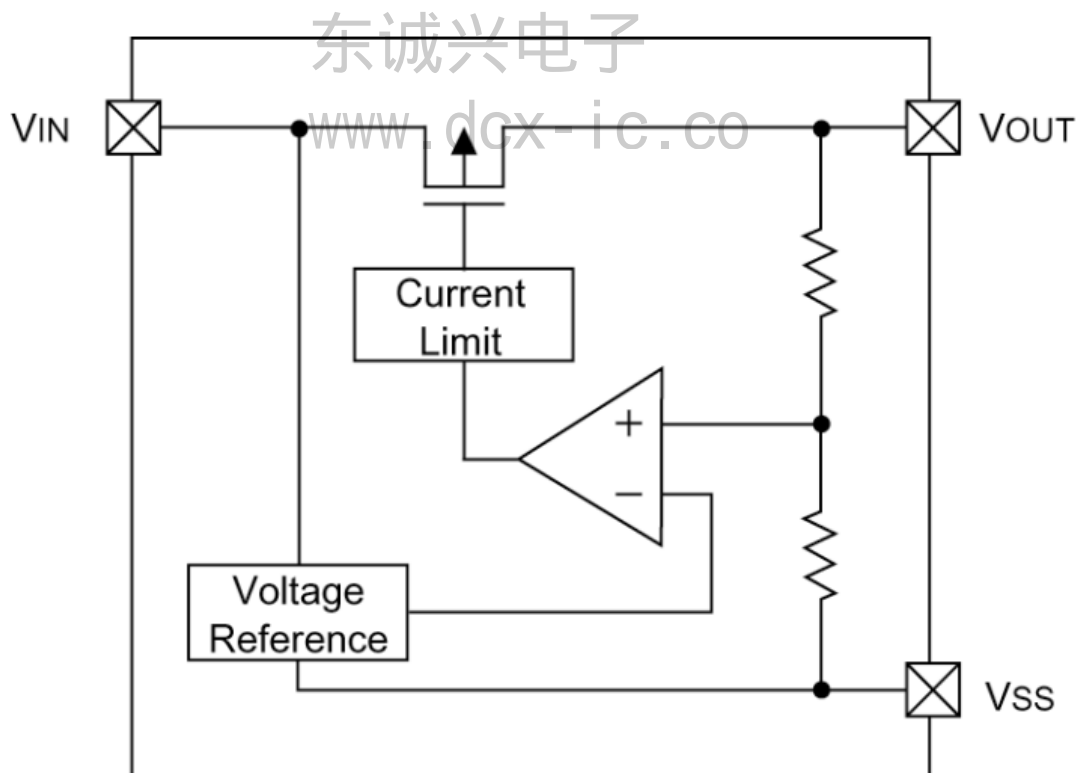 东诚兴电子
www.dcx-ic.co
VIN
VOUT
Current
Limit
+
−
Voltage
Reference
VSS